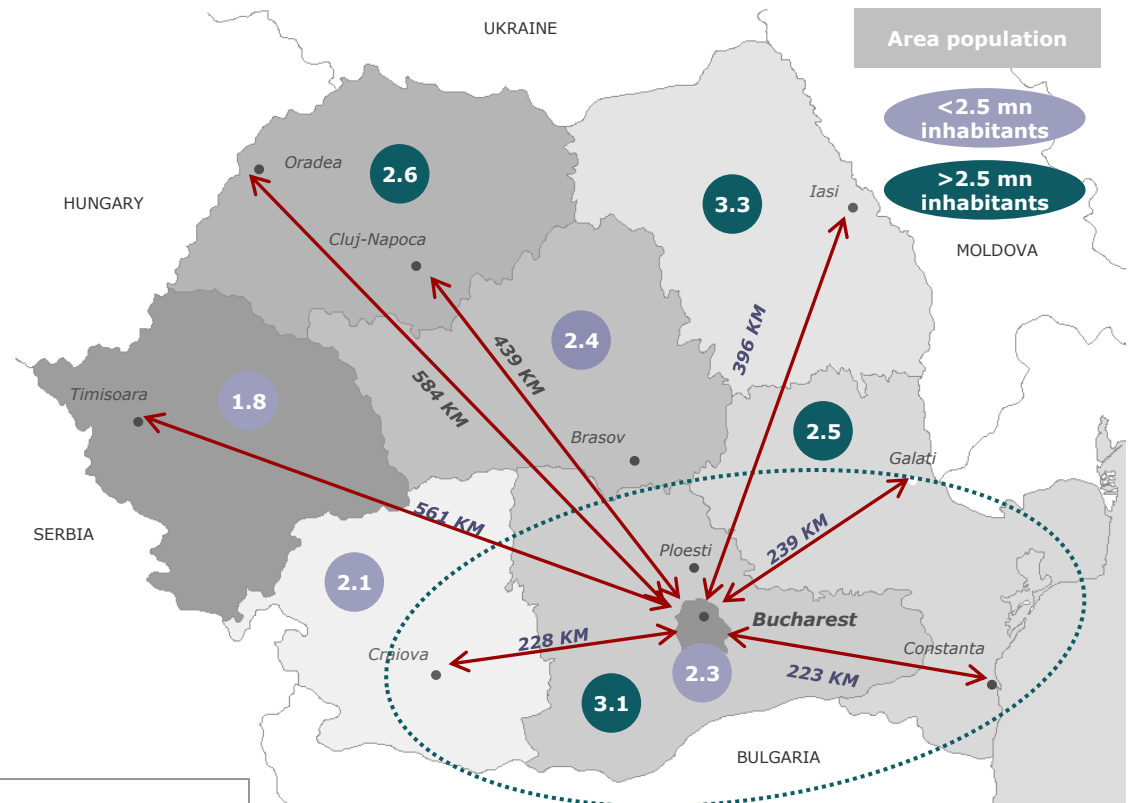 UKRAINE
Area population
<2.5 mn
inhabitants
>2.5 mn
inhabitants
Oradea
2.6
3.3
Iasi
HUNGARY
Cluj-Napoca
MOLDOVA
396 KM
2.4
439 KM
584 KM
Timisoara
1.8
2.5
Brasov
Galati
561 KM
SERBIA
239 KM
Ploesti
2.1
Bucharest
228 KM
Craiova
Constanta
2.3
223 KM
3.1
BULGARIA